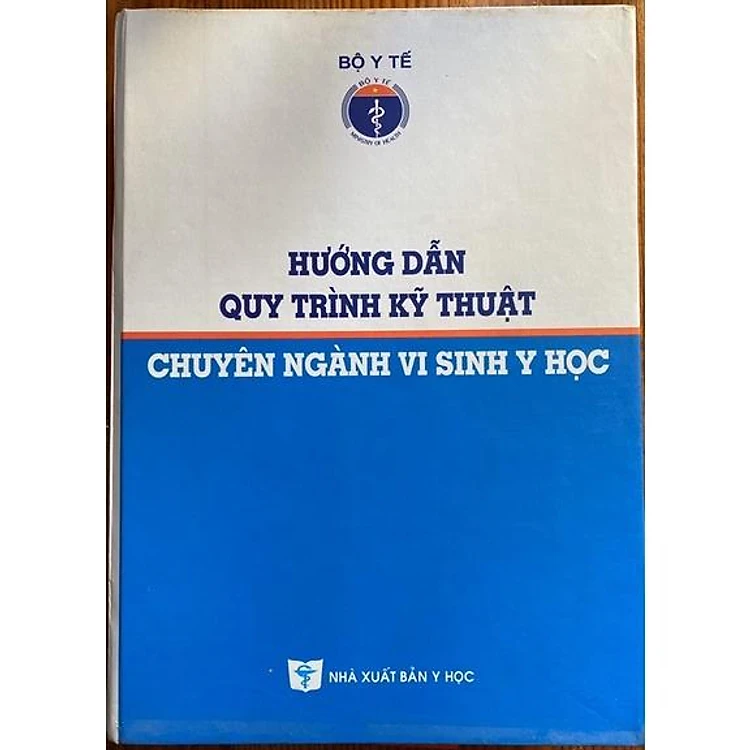 BỘ Y TẾ
BỘ Y TẾ
MINISTRY OF HEALTH
HƯỚNG DẪN
QUY TRÌNH KỸ THUẬT
CHUYÊN NGÀNH VI SINH Y HỌC
NHÀ XUẤT BẢN Y HỌC